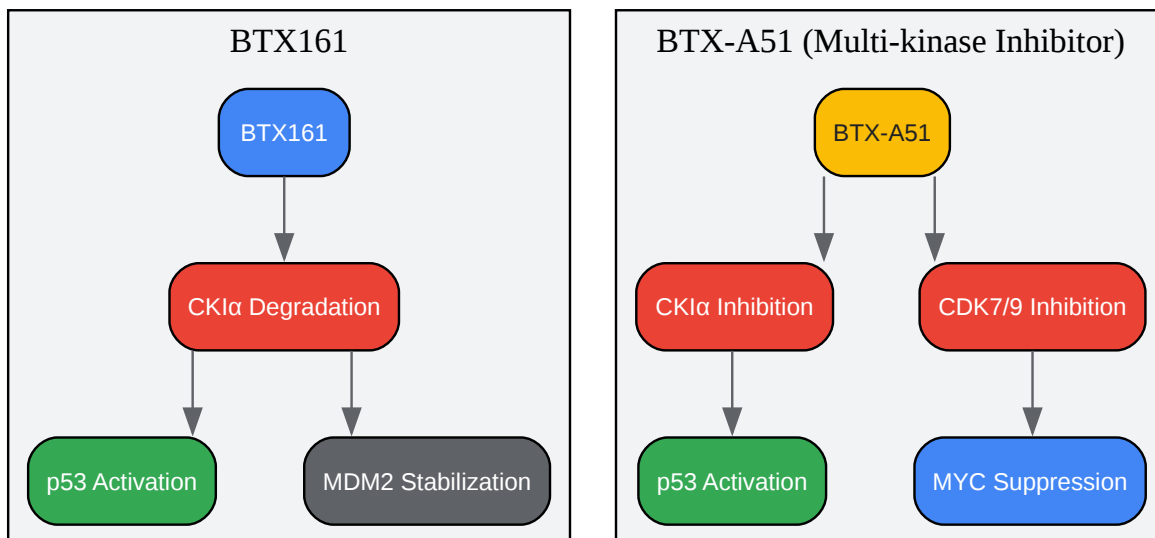 BTX161
BTX161
CKIα Degradation
p53 Activation
MDM2 Stabilization
BTX-A51 (Multi-kinase Inhibitor)
BTX-A51
CKIα Inhibition
CDK7/9 Inhibition
p53 Activation
MYC Suppression